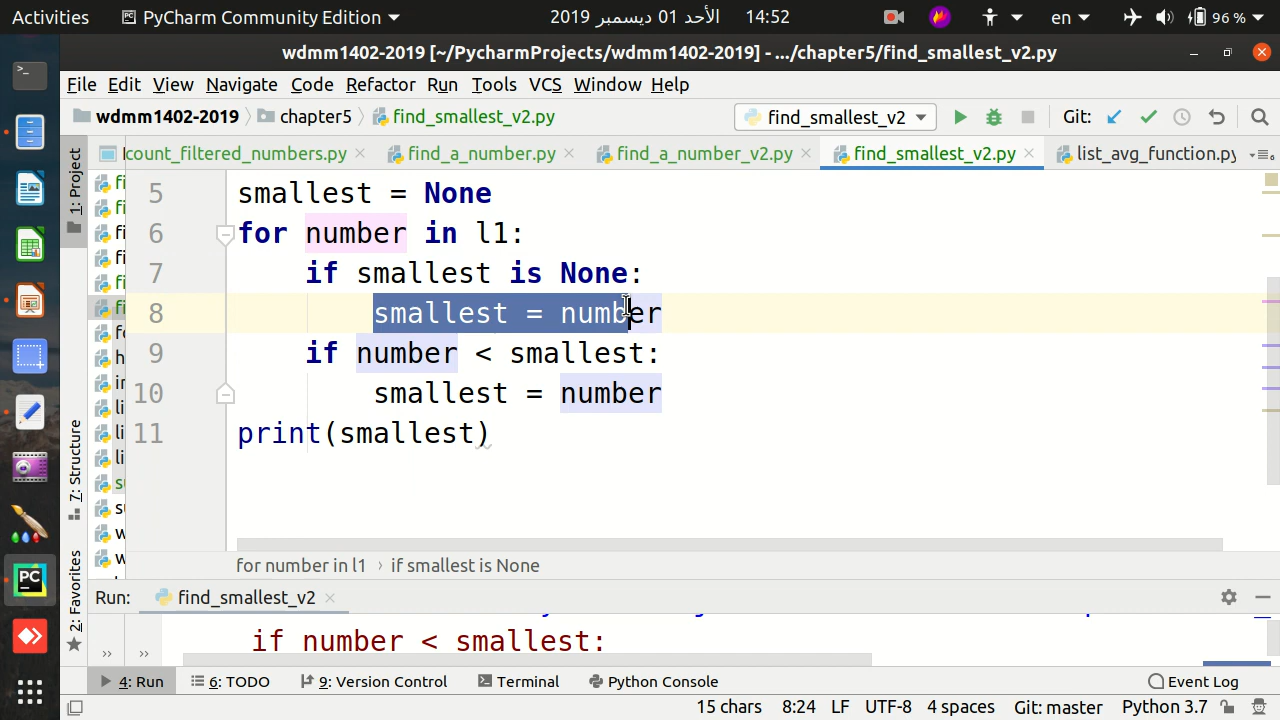 Activities PyCharm Community Edition 2019 الأحد 01 ديسمبر 14:52 en 96 %
wdmm1402-2019 [~/PycharmProjects/wdmm1402-2019] - .../chapter5/find_smallest_v2.py
File Edit View Navigate Code Refactor Run Tools VCS Window Help
wdmm1402-2019 chapter5 find_smallest_v2.py find_smallest_v2 Git:
count_filtered_numbers.py find_a_number.py find_a_number_v2.py find_smallest_v2.py list_avg_function.py
1: Project
7: Structure
2: Favorites
5 smallest = None
6 for number in l1:
7 if smallest is None:
8 smallest = number
9 if number < smallest:
10 smallest = number
11 print(smallest)
for number in l1 › if smallest is None
Run: find_smallest_v2
if number < smallest:
4: Run 6: TODO 9: Version Control Terminal Python Console Event Log
15 chars 8:24 LF UTF-8 4 spaces Git: master Python 3.7